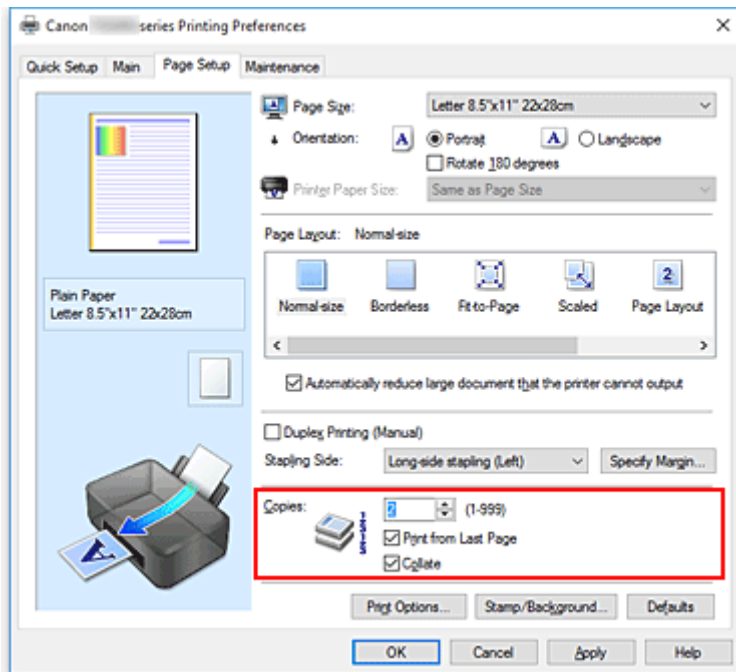 Canon series Printing Preferences
Quick Setup Main Page Setup Maintenance
Page Size: Letter 8.5"x11" 22x28cm
Orientation: A Portrait A Landscape
Rotate 180 degrees
Printer Paper Size: Same as Page Size
Page Layout: Normal-size
2
Normal-size Borderless Fit-to-Page Scaled Page Layout
Plain Paper
Letter 8.5"x11" 22x28cm
Automatically reduce large document that the printer cannot output
Duplex Printing (Manual)
Stapling Side: Long-side stapling (Left) Specify Margin...
Copies: 2 (1-999)
Print from Last Page
Collate
A
Print Options... Stamp/Background... Defaults
OK Cancel Apply Help